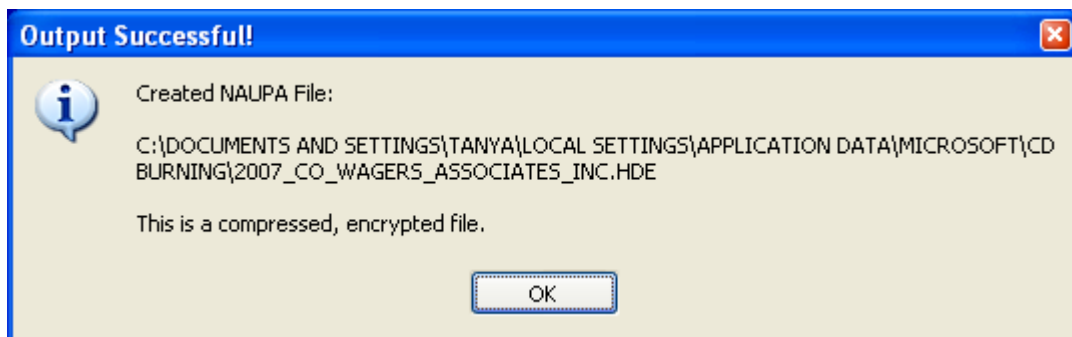 Output Successful!
Created NAUPA File:
C:\DOCUMENTS AND SETTINGS\TANYA\LOCAL SETTINGS\APPLICATION DATA\MICROSOFT\CD
BURNING\2007_CO_WAGERS_ASSOCIATES_INC.HDE
This is a compressed, encrypted file.
OK